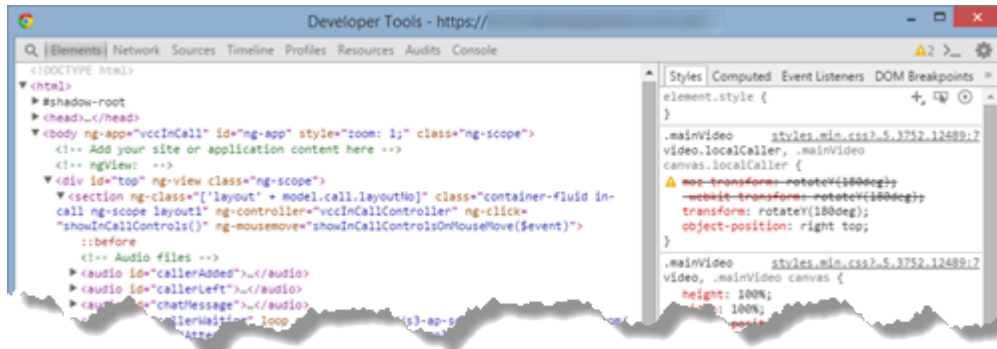 Developer Tools - https://
Elements Network Sources Timeline Profiles Resources Audits Console
2
<!DOCTYPE html>
<html>
#shadow-root
<head>…</head>
<body ng-app="vccInCall" id="ng-app" style="zoom: 1;" class="ng-scope">
<!-- Add your site or application content here -->
<!-- ngView:  -->
<div id="top" ng-view class="ng-scope">
<section ng-class="['layout' + model.call.layoutNo]" class="container-fluid in-
call ng-scope layout1" ng-controller="vccInCallController" ng-click=
"showInCallControls()" ng-mousemove="showInCallControlsOnMouseMove($event)">
::before
<!-- Audio files -->
<audio id="callerAdded">…</audio>
<audio id="callerLeft">…</audio>
<audio id="chatMessage">…</audio>
loop
Styles Computed Event Listeners DOM Breakpoints »
element.style {
}
.mainVideo styles.min.css?…5.3752.12489:7
video.localCaller, .mainVideo
canvas.localCaller {
moz-transform: rotateY(180deg);
-webkit-transform: rotateY(180deg);
transform: rotateY(180deg);
object-position: right top;
}
.mainVideo styles.min.css?…5.3752.12489:7
video, .mainVideo canvas {
height: 100%;
100%;